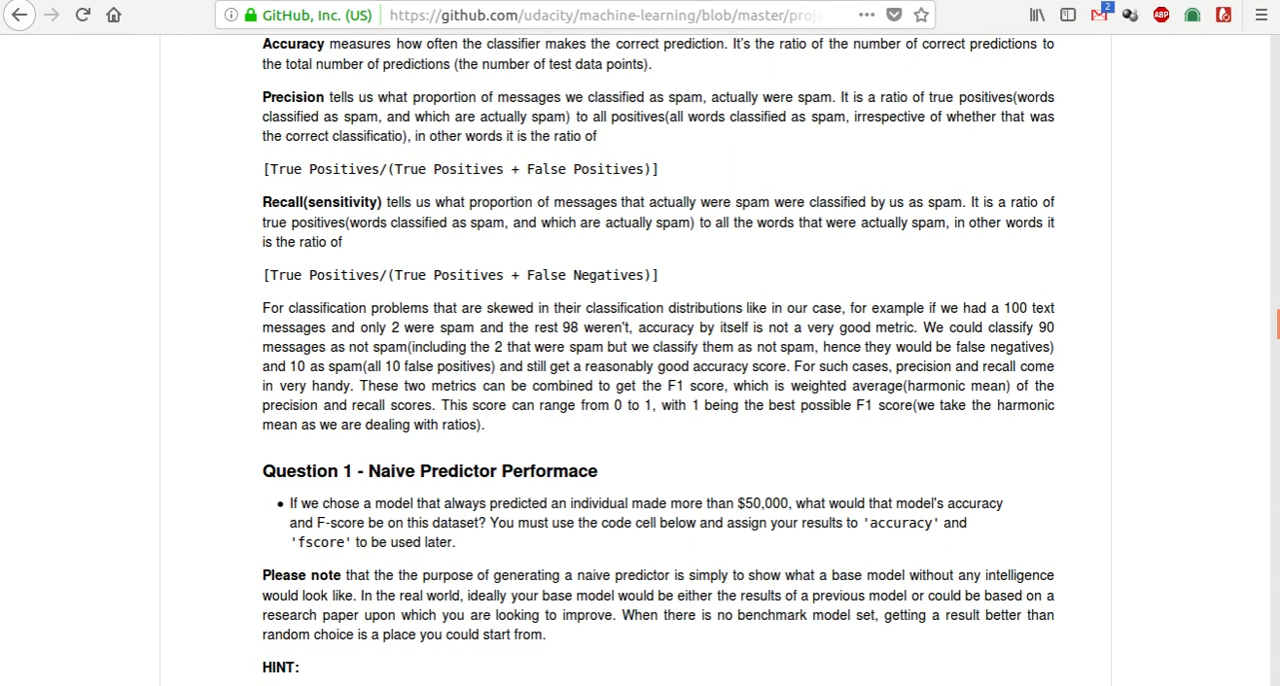 GitHub, Inc. (US) https://github.com/udacity/machine-learning/blob/master/proj
2
ABP
Accuracy measures how often the classifier makes the correct prediction. It's the ratio of the number of correct predictions to
the total number of predictions (the number of test data points).
Precision tells us what proportion of messages we classified as spam, actually were spam. It is a ratio of true positives(words
classified as spam, and which are actually spam) to all positives(all words classified as spam, irrespective of whether that was
the correct classificatio), in other words it is the ratio of
[True Positives/(True Positives + False Positives)]
Recall(sensitivity) tells us what proportion of messages that actually were spam were classified by us as spam. It is a ratio of
true positives(words classified as spam, and which are actually spam) to all the words that were actually spam, in other words it
is the ratio of
[True Positives/(True Positives + False Negatives)]
For classification problems that are skewed in their classification distributions like in our case, for example if we had a 100 text
messages and only 2 were spam and the rest 98 weren't, accuracy by itself is not a very good metric. We could classify 90
messages as not spam(including the 2 that were spam but we classify them as not spam, hence they would be false negatives)
and 10 as spam(all 10 false positives) and still get a reasonably good accuracy score. For such cases, precision and recall come
in very handy. These two metrics can be combined to get the F1 score, which is weighted average(harmonic mean) of the
precision and recall scores. This score can range from 0 to 1, with 1 being the best possible F1 score(we take the harmonic
mean as we are dealing with ratios).
Question 1 - Naive Predictor Performace
• If we chose a model that always predicted an individual made more than $50,000, what would that model's accuracy
and F-score be on this dataset? You must use the code cell below and assign your results to 'accuracy' and
'fscore' to be used later.
Please note that the the purpose of generating a naive predictor is simply to show what a base model without any intelligence
would look like. In the real world, ideally your base model would be either the results of a previous model or could be based on a
research paper upon which you are looking to improve. When there is no benchmark model set, getting a result better than
random choice is a place you could start from.
HINT: